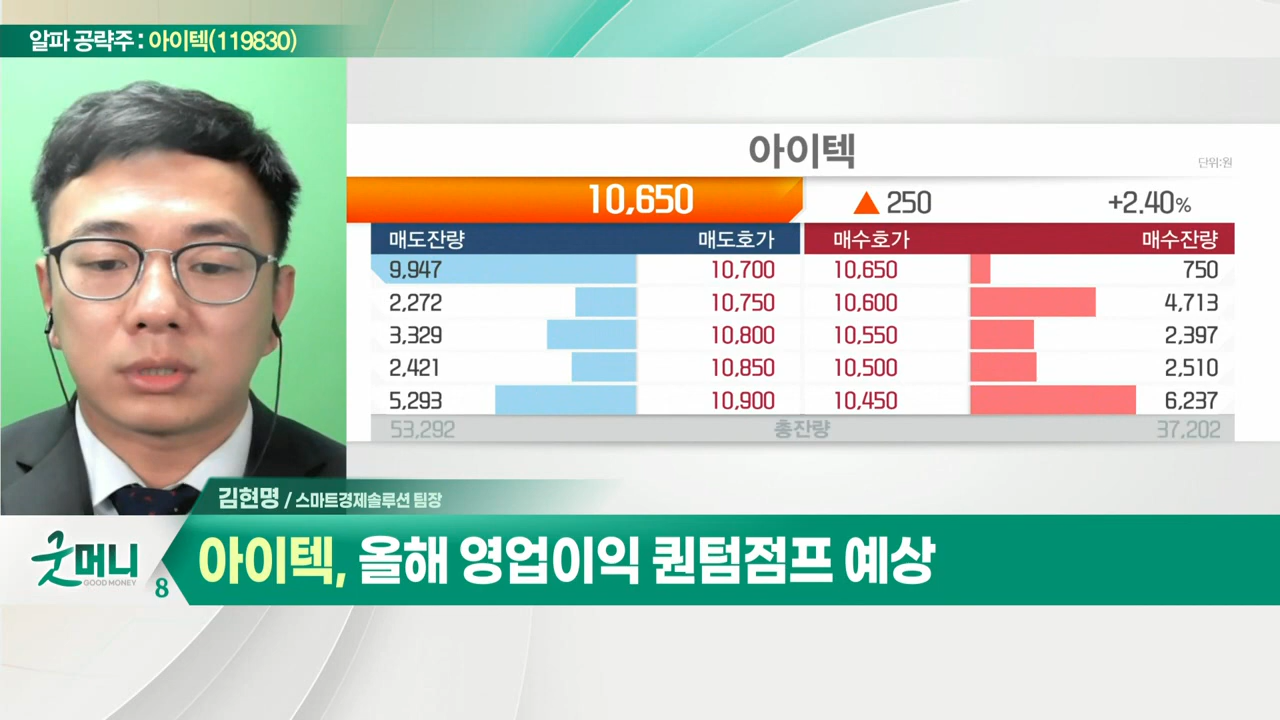 알파 공략주 : 아이텍(119830)
아이텍
단위:원
10,650 ▲ 250 +2.40%
매도잔량 매도호가 매수호가 매수잔량
9,947 10,700 10,650 750
2,272 10,750 10,600 4,713
3,329 10,800 10,550 2,397
2,421 10,850 10,500 2,510
5,293 10,900 10,450 6,237
53,292 총잔량 37,202
김현명 / 스마트경제솔루션 팀장
굿머니
GOOD MONEY
8
아이텍, 올해 영업이익 퀀텀점프 예상